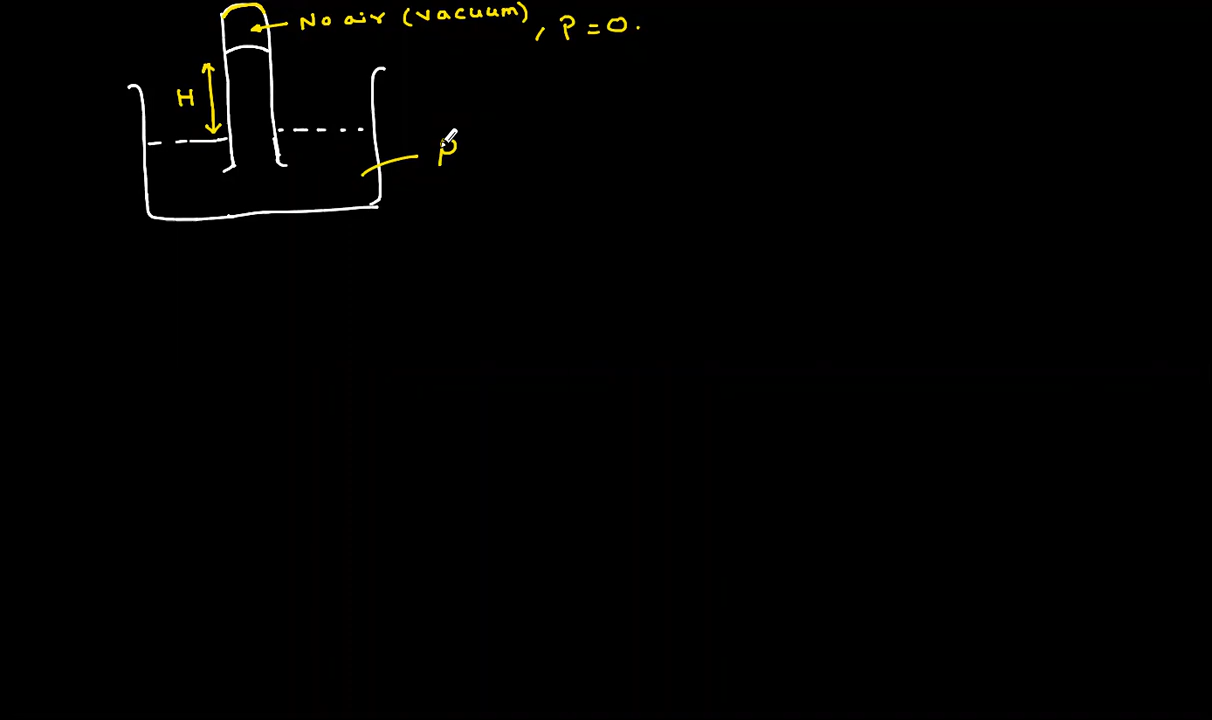 No air (vacuum), P = 0.
H
ρ